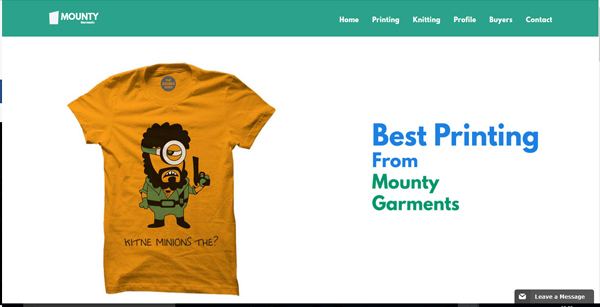 MOUNTY
Home Printing Knitting Profile Buyers Contact
Best Printing
From
Mounty
Garments
KITNE MINIONS THE?
Leave a Message